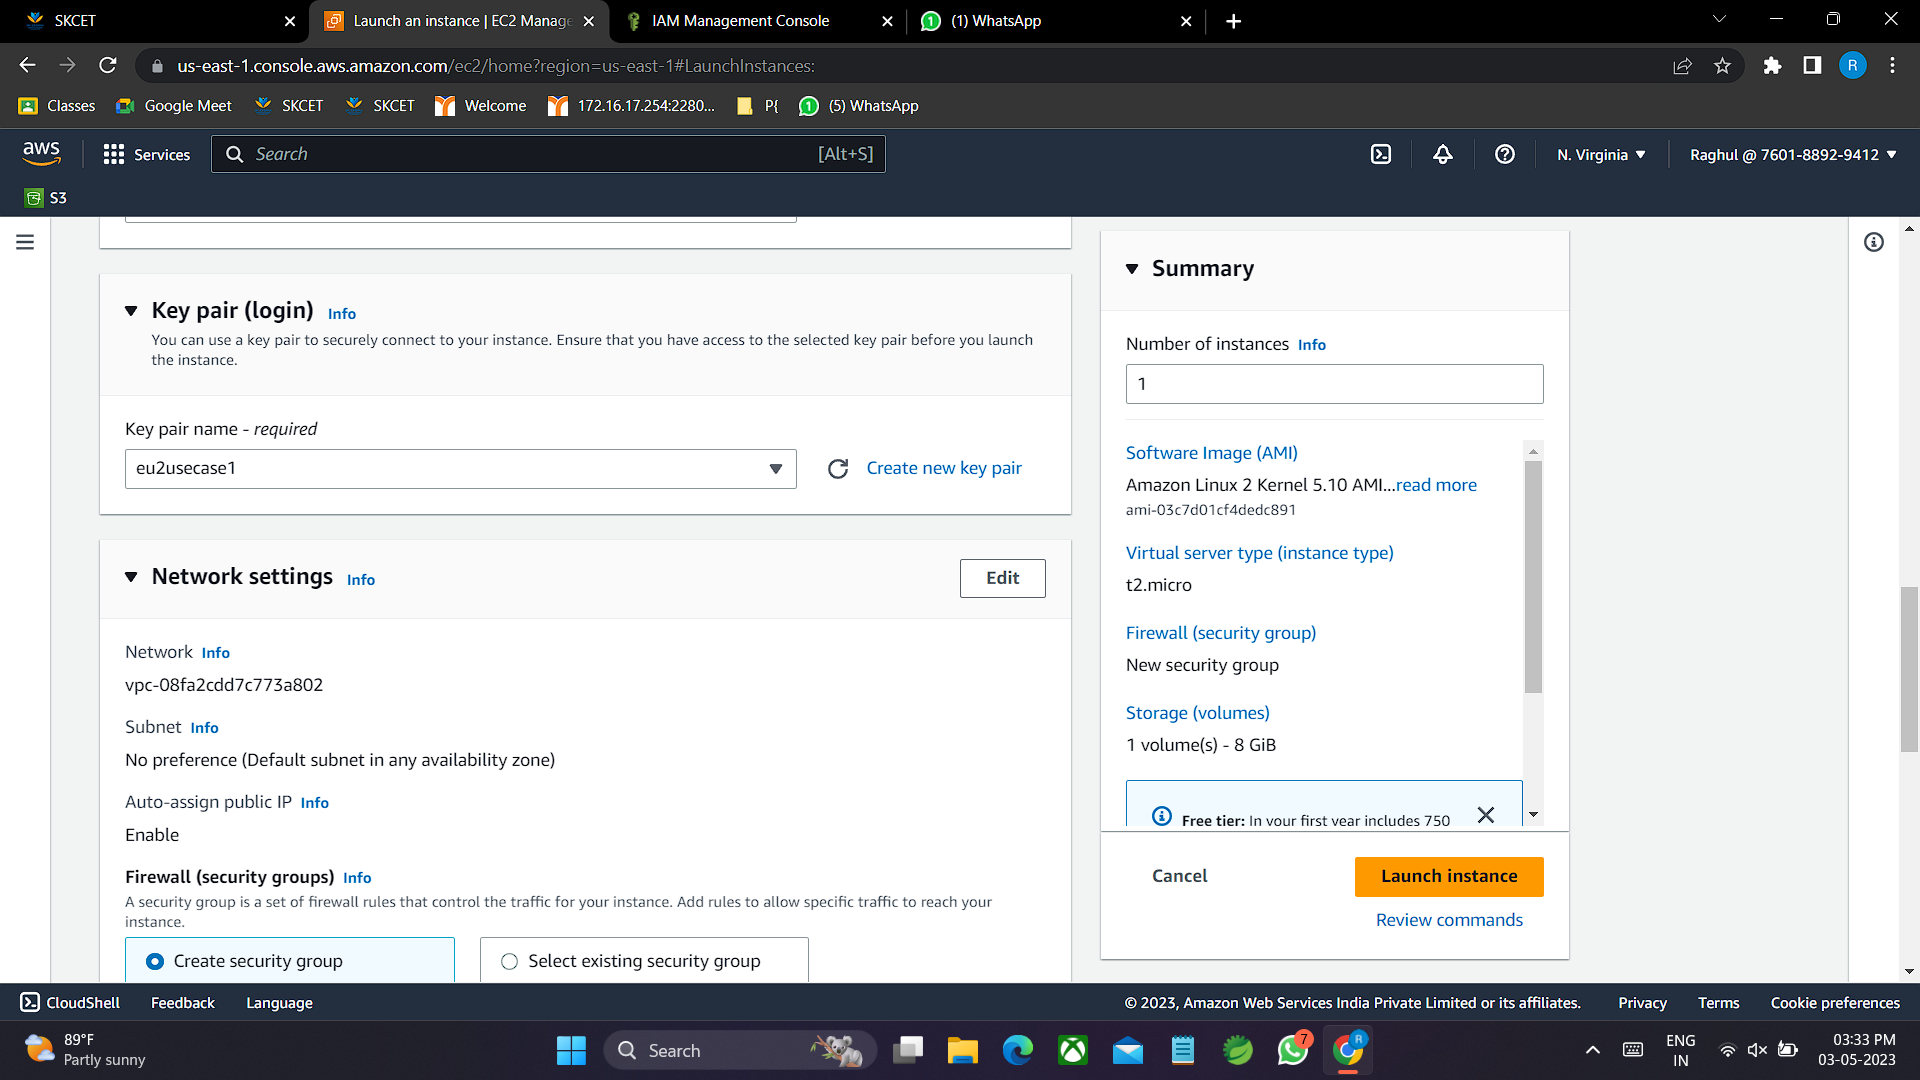 SKCET
Launch an instance | EC2 Manage
IAM Management Console
(1) WhatsApp
us-east-1.console.aws.amazon.com/ec2/home?region=us-east-1#LaunchInstances:
R
Classes
Google Meet
SKCET
SKCET
Welcome
172.16.17.254:2280...
P{
(5) WhatsApp
aws
Services
Search
[Alt+S]
N. Virginia
Raghul @ 7601-8892-9412
S3
Key pair (login) Info
You can use a key pair to securely connect to your instance. Ensure that you have access to the selected key pair before you launch
the instance.
Key pair name - required
eu2usecase1
Create new key pair
Network settings Info
Edit
Network Info
vpc-08fa2cdd7c773a802
Subnet Info
No preference (Default subnet in any availability zone)
Auto-assign public IP Info
Enable
Firewall (security groups) Info
A security group is a set of firewall rules that control the traffic for your instance. Add rules to allow specific traffic to reach your
instance.
Create security group
Select existing security group
Summary
Number of instances Info
1
Software Image (AMI)
Amazon Linux 2 Kernel 5.10 AMI...read more
ami-03c7d01cf4dedc891
Virtual server type (instance type)
t2.micro
Firewall (security group)
New security group
Storage (volumes)
1 volume(s) - 8 GiB
Free tier: In your first year includes 750
Cancel
Launch instance
Review commands
CloudShell
Feedback
Language
© 2023, Amazon Web Services India Private Limited or its affiliates.
Privacy
Terms
Cookie preferences
89°F
Partly sunny
Search
7
R
ENG
IN
03:33 PM
03-05-2023